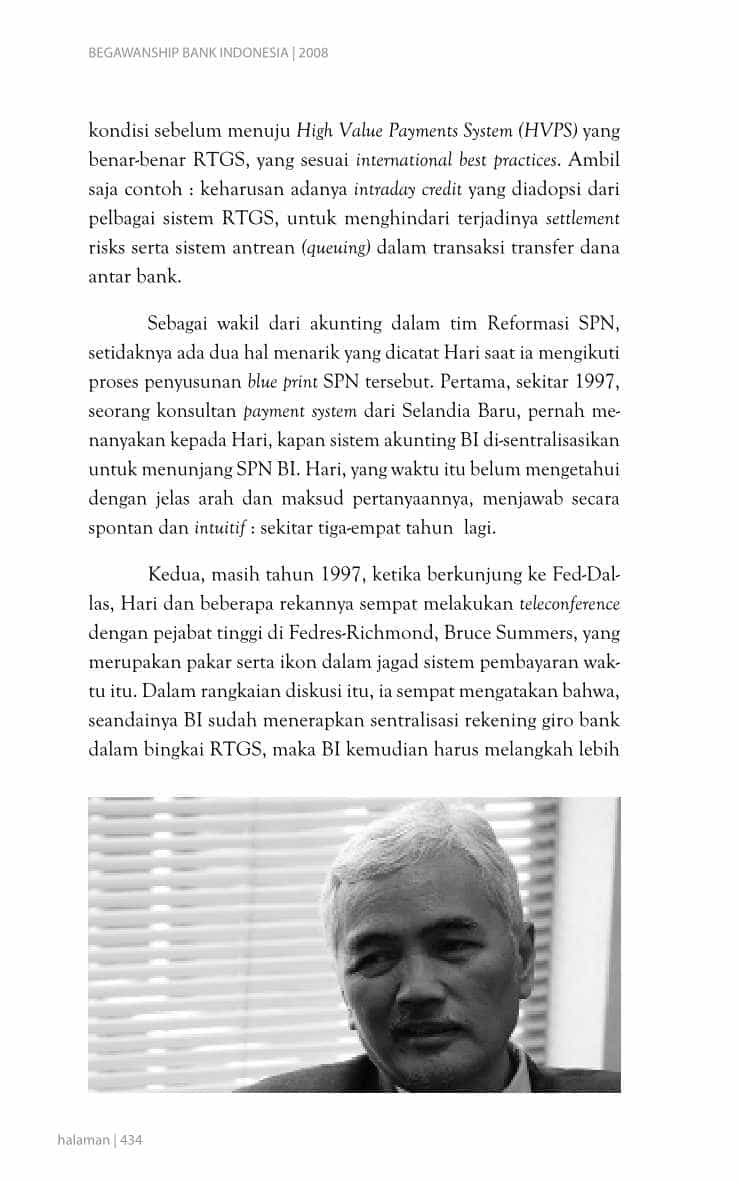 BEGAWANSHIP BANK INDONESIA | 2008
kondisi sebelum menuju High Value Payments System (HVPS) yang
benar-benar RTGS, yang sesuai international best practices. Ambil
saja contoh : keharusan adanya intraday credit yang diadopsi dari
pelbagai sistem RTGS, untuk menghindari terjadinya settlement
risks serta sistem antrean (queuing) dalam transaksi transfer dana
antar bank.
Sebagai wakil dari akunting dalam tim Reformasi SPN,
setidaknya ada dua hal menarik yang dicatat Hari saat ia mengikuti
proses penyusunan blue print SPN tersebut. Pertama, sekitar 1997,
seorang konsultan payment system dari Selandia Baru, pernah me-
nanyakan kepada Hari, kapan sistem akunting BI di-sentralisasikan
untuk menunjang SPN BI. Hari, yang waktu itu belum mengetahui
dengan jelas arah dan maksud pertanyaannya, menjawab secara
spontan dan intuitif : sekitar tiga-empat tahun lagi.
Kedua, masih tahun 1997, ketika berkunjung ke Fed-Dal-
las, Hari dan beberapa rekannya sempat melakukan teleconference
dengan pejabat tinggi di Fedres-Richmond, Bruce Summers, yang
merupakan pakar serta ikon dalam jagad sistem pembayaran wak-
tu itu. Dalam rangkaian diskusi itu, ia sempat mengatakan bahwa,
seandainya BI sudah menerapkan sentralisasi rekening giro bank
dalam bingkai RTGS, maka BI kemudian harus melangkah lebih
halaman | 434